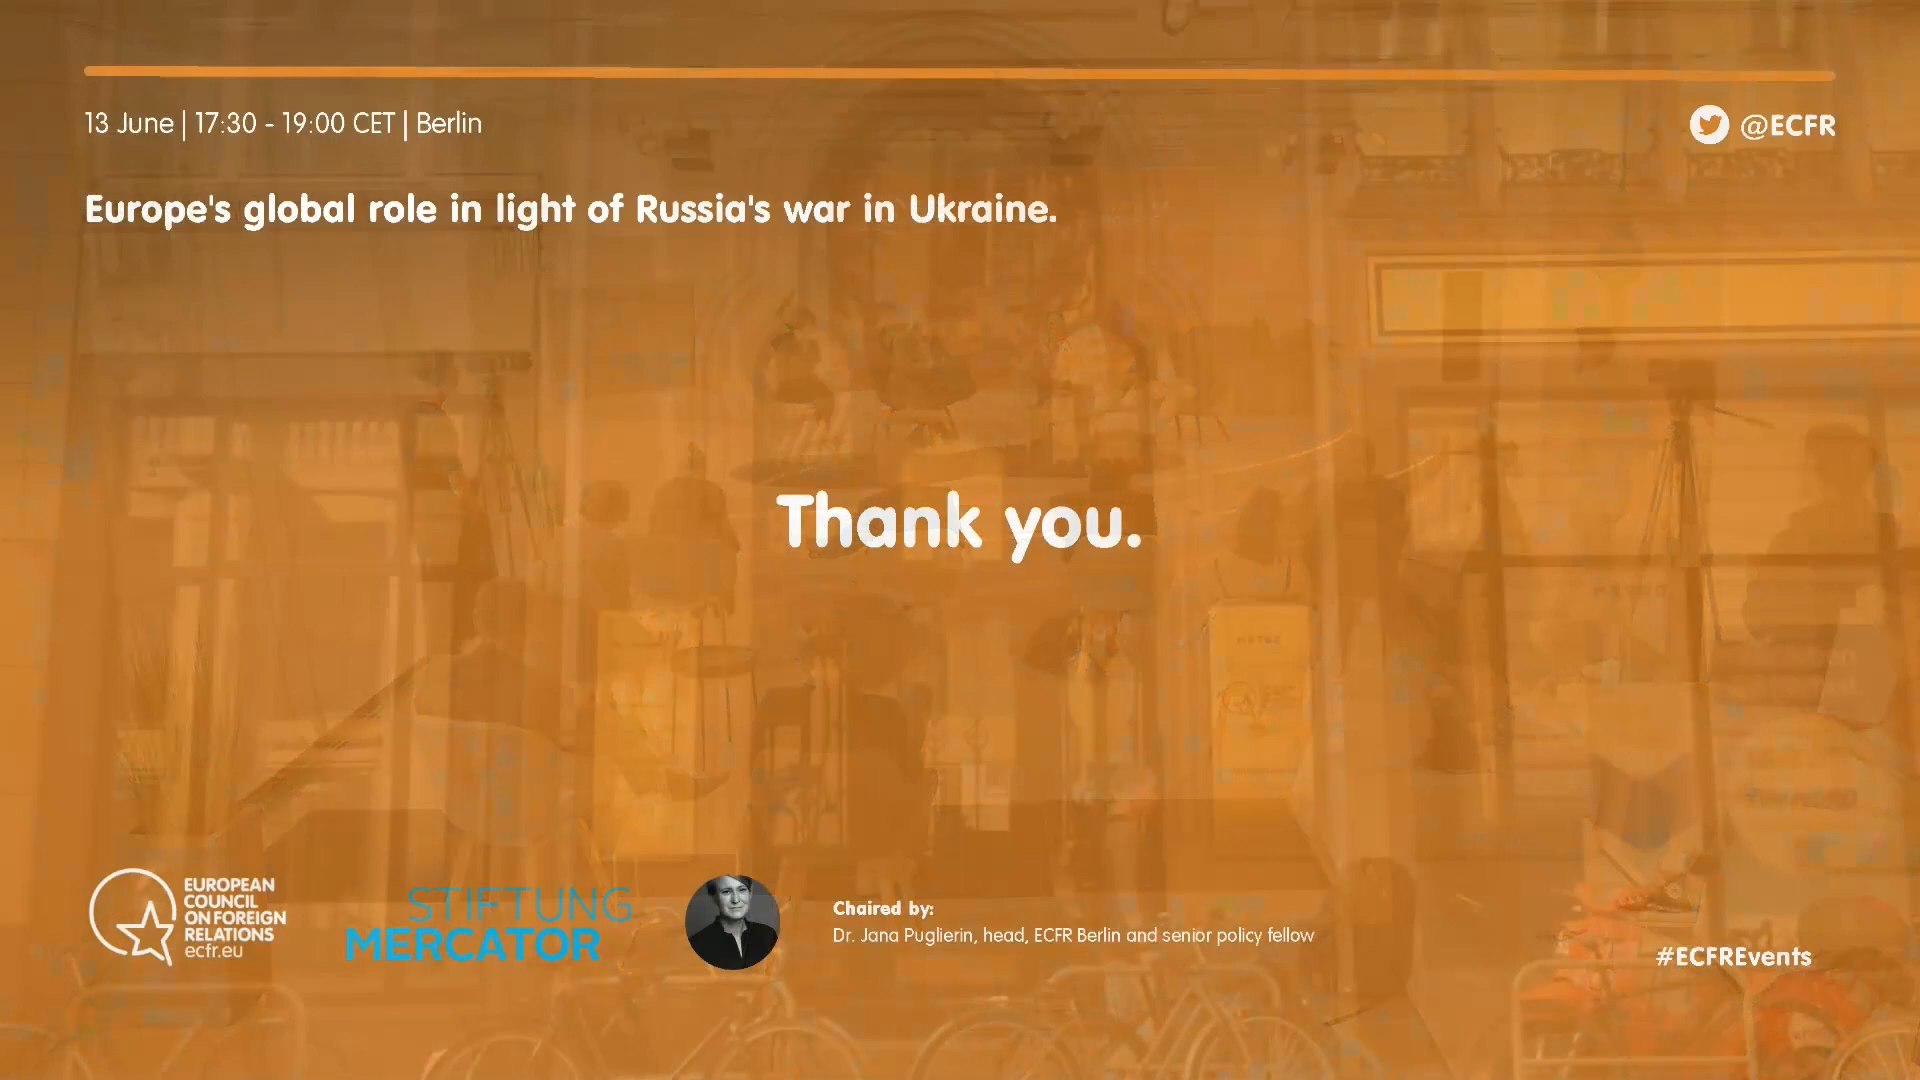 13 June | 17:30 - 19:00 CET | Berlin
@ECFR
Europe's global role in light of Russia's war in Ukraine.
Thank you.
EUROPEAN
COUNCIL
ON FOREIGN
RELATIONS
ecfr.eu
STIFTUNG
MERCATOR
Chaired by:
Dr. Jana Puglierin, head, ECFR Berlin and senior policy fellow
#ECFREvents